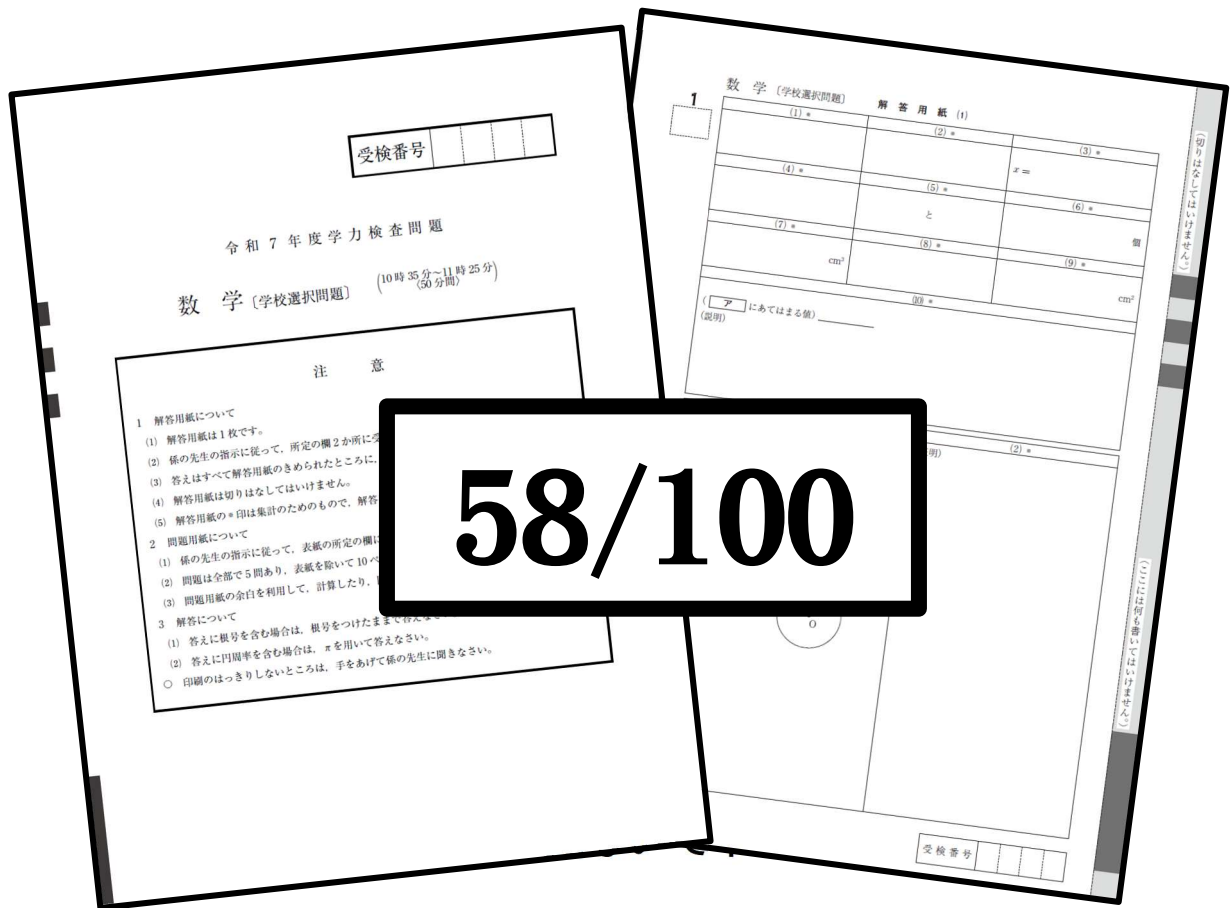 受検番号
令和7年度学力検査問題
数 学〔学校選択問題〕 (10時35分～11時25分)
〈50分間〉
注 意
1 解答用紙について
(1) 解答用紙は1枚です。
(2) 係の先生の指示に従って，所定の欄2か所に受
(3) 答えはすべて解答用紙のきめられたところに，
(4) 解答用紙は切りはなしてはいけません。
(5) 解答用紙の*印は集計のためのもので，解答
2 問題用紙について
(1) 係の先生の指示に従って，表紙の所定の欄に
(2) 問題は全部で5問あり，表紙を除いて10ペ
(3) 問題用紙の余白を利用して，計算したり，
3 解答について
(1) 答えに根号を含む場合は，根号をつけたままで答えな
(2) 答えに円周率を含む場合は，πを用いて答えなさい。
○ 印刷のはっきりしないところは，手をあげて係の先生に聞きなさい。
58/100
数 学〔学校選択問題〕 解 答 用 紙 (1)
1
(1) * (2) * (3) *
x =
(4) * (5) * (6) *
と 個
(7) * (8) * (9) *
cm² cm²
(10) *
(ア にあてはまる値)
(説明)
明) (2) *
O
受検番号
(切りはなしてはいけません。)
(ここには何も書いてはいけません。)